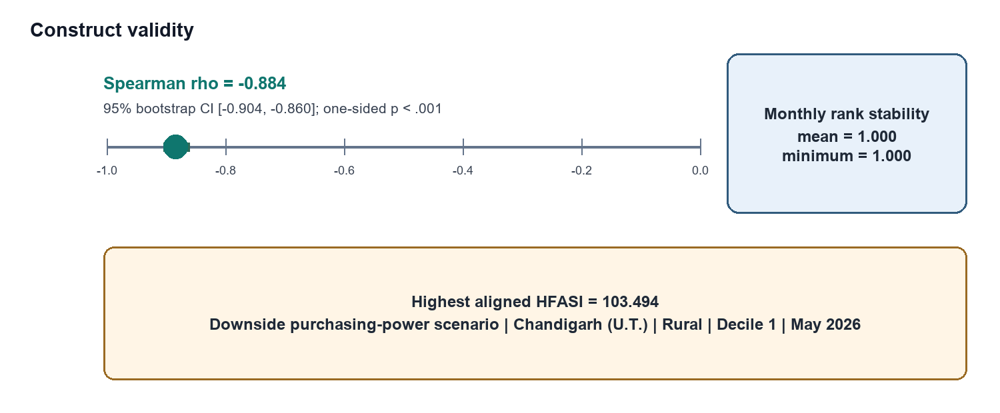 Construct validity
Spearman rho = -0.884
95% bootstrap CI [-0.904, -0.860]; one-sided p < .001
-1.0 -0.8 -0.6 -0.4 -0.2 0.0
Monthly rank stability
mean = 1.000
minimum = 1.000
Highest aligned HFASI = 103.494
Downside purchasing-power scenario | Chandigarh (U.T.) | Rural | Decile 1 | May 2026